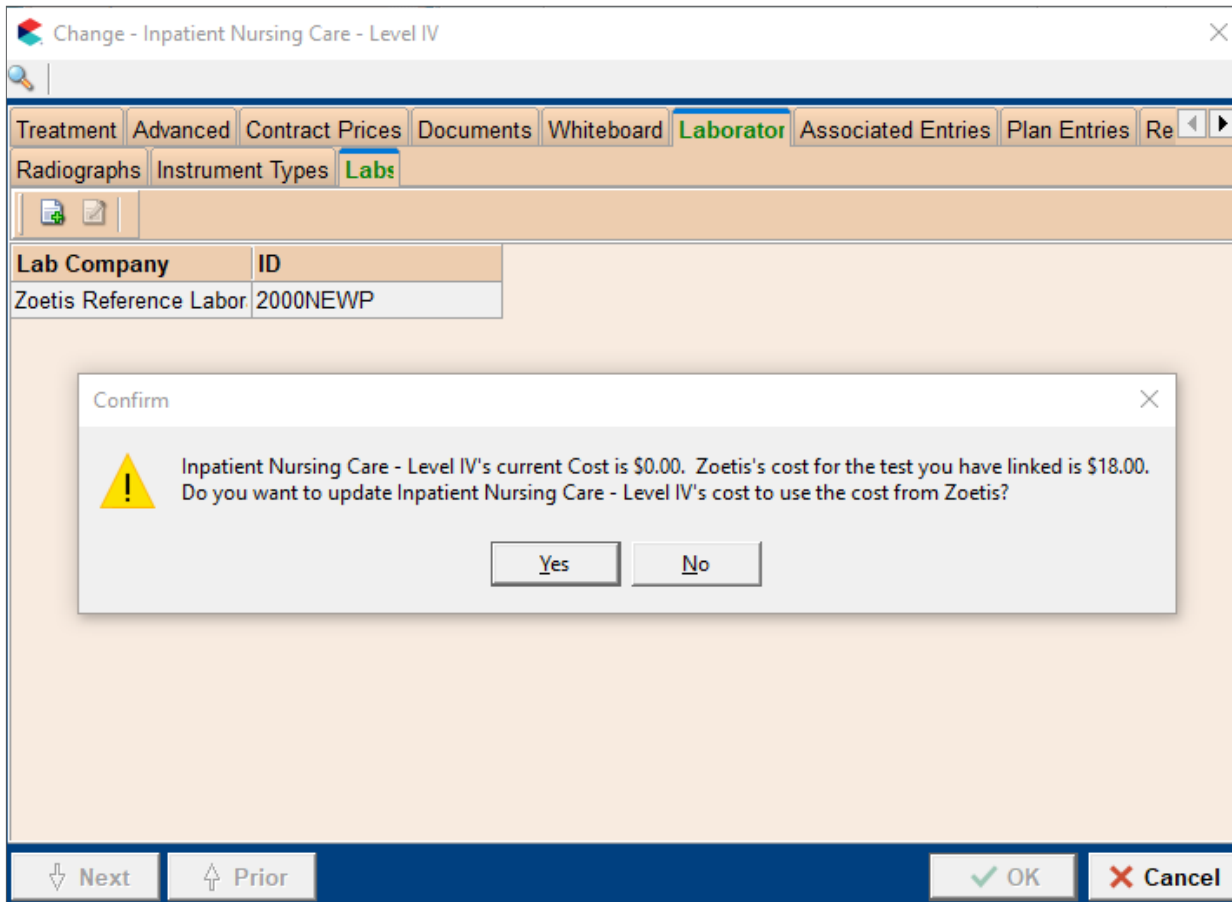 Change - Inpatient Nursing Care - Level IV
Treatment Advanced Contract Prices Documents Whiteboard Laborator Associated Entries Plan Entries Re
Radiographs Instrument Types Labs
Lab Company ID
Zoetis Reference Labor 2000NEWP
Confirm
Inpatient Nursing Care - Level IV's current Cost is $0.00. Zoetis's cost for the test you have linked is $18.00.
Do you want to update Inpatient Nursing Care - Level IV's cost to use the cost from Zoetis?
Yes No
Next Prior OK Cancel